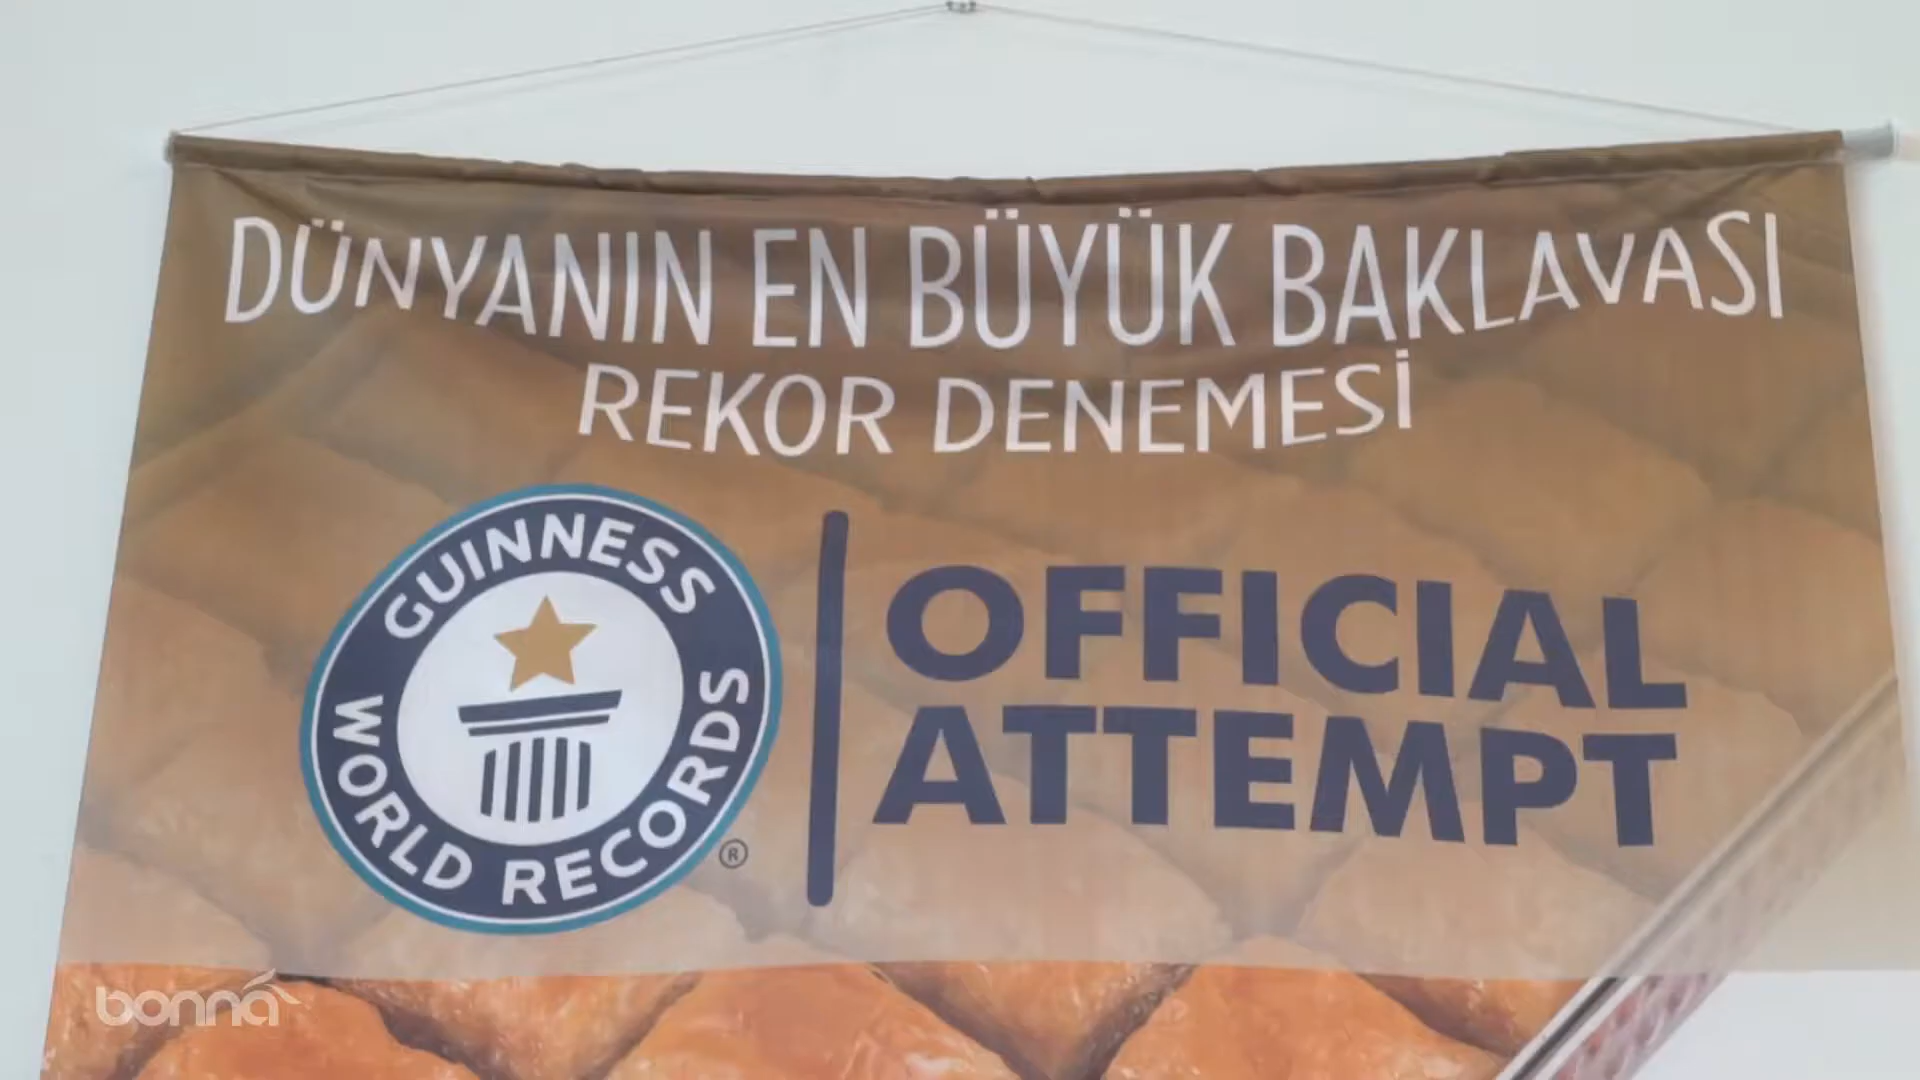 DÜNYANIN EN BÜYÜK BAKLAVASI
REKOR DENEMESİ
GUINNESS
WORLD RECORDS
®
OFFICIAL
ATTEMPT
bonna